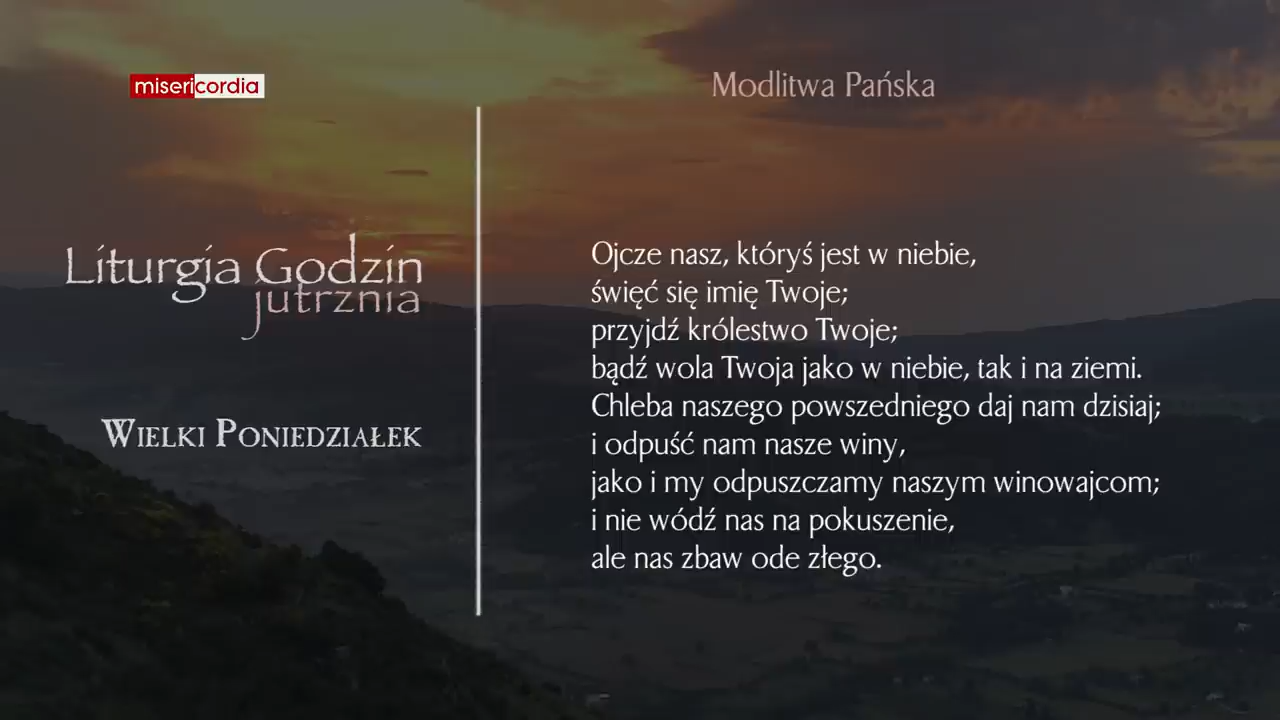 misericordia
Liturgia Godzin
jutrznia
Wielki Poniedziałek
Modlitwa Pańska
Ojcze nasz, któryś jest w niebie,
święć się imię Twoje;
przyjdź królestwo Twoje;
bądź wola Twoja jako w niebie, tak i na ziemi.
Chleba naszego powszedniego daj nam dzisiaj;
i odpuść nam nasze winy,
jako i my odpuszczamy naszym winowajcom;
i nie wódź nas na pokuszenie,
ale nas zbaw ode złego.